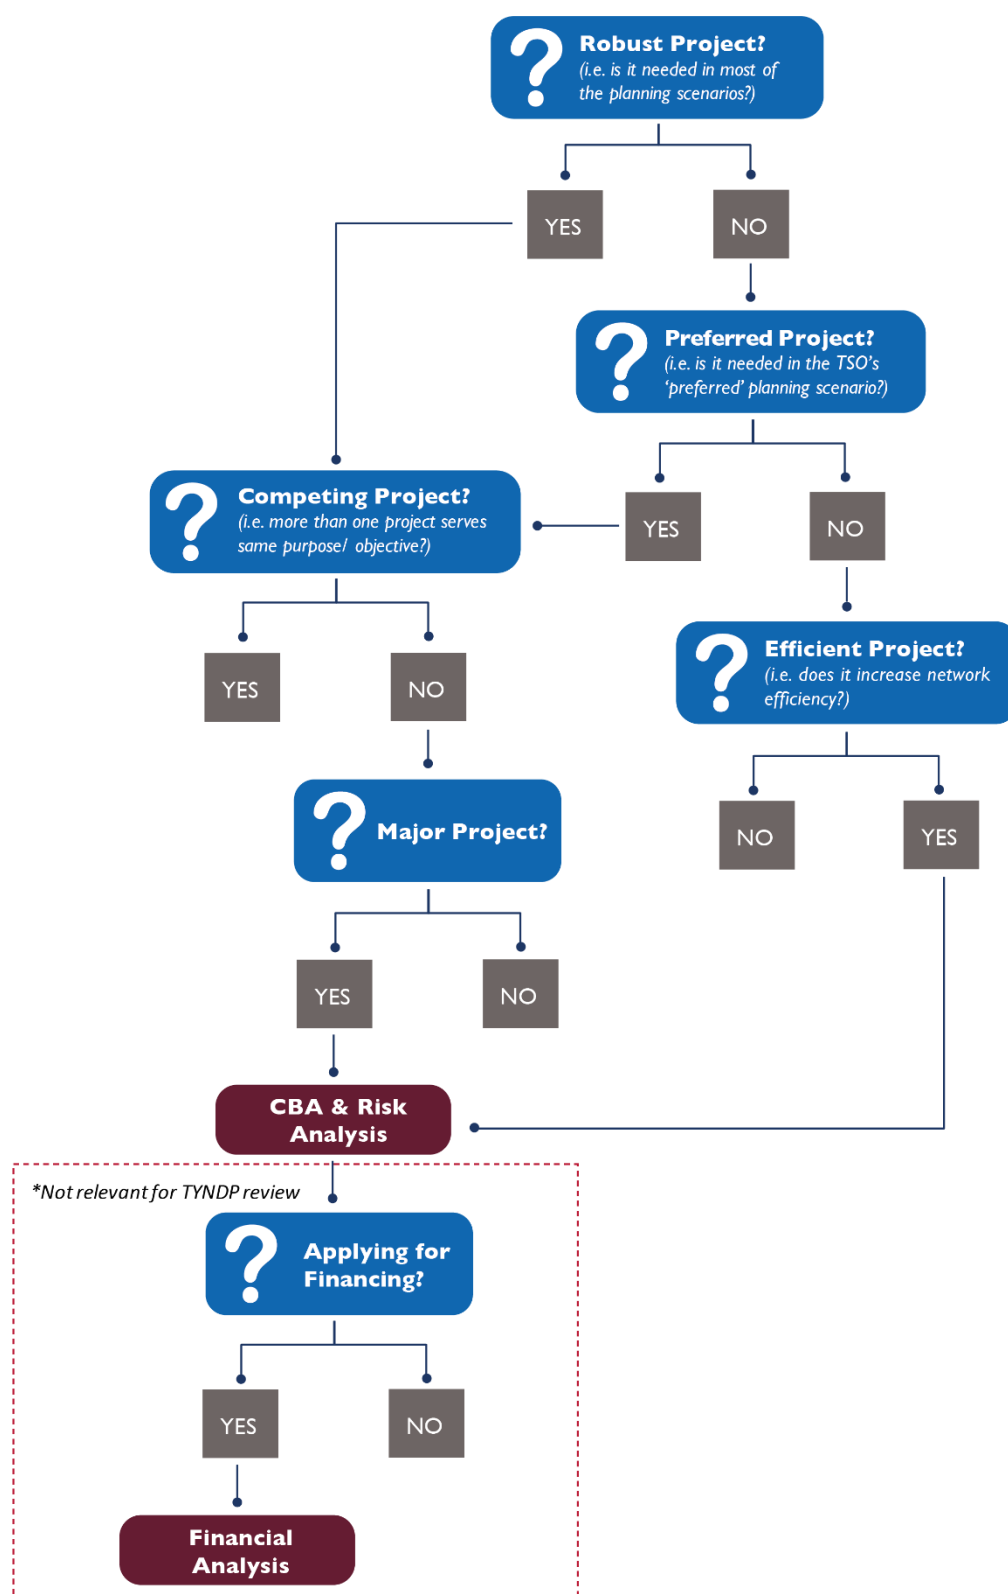 Robust Project?
(i.e. is it needed in most of
the planning scenarios?)
YES
NO
Preferred Project?
(i.e. is it needed in the TSO's
'preferred' planning scenario?)
Competing Project?
(i.e. more than one project serves
same purpose/ objective?)
YES
NO
YES
NO
Efficient Project?
(i.e. does it increase network
efficiency?)
Major Project?
NO
YES
YES
NO
CBA & Risk
Analysis
*Not relevant for TYNDP review
Applying for
Financing?
YES
NO
Financial
Analysis